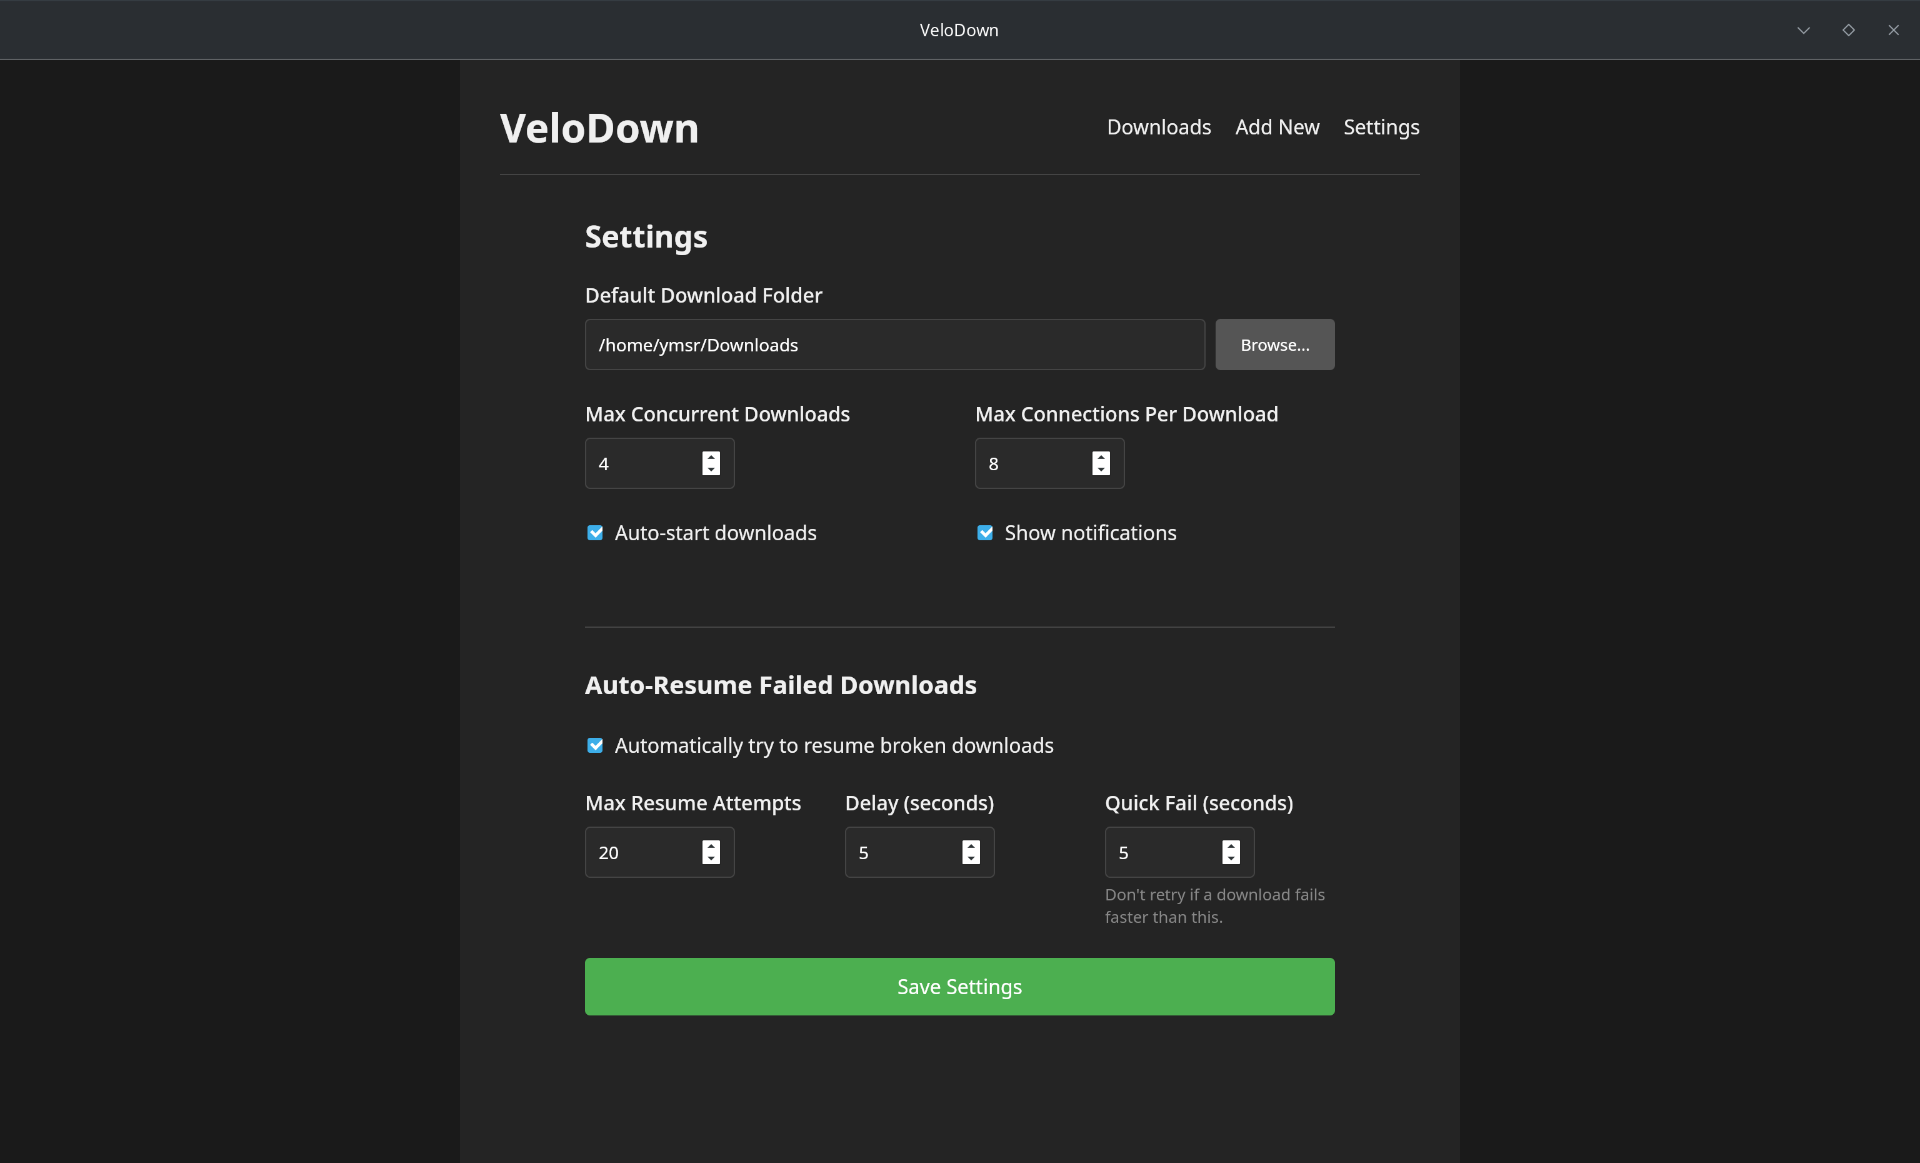 VeloDown
VeloDown
Downloads Add New Settings
Settings
Default Download Folder
/home/ymsr/Downloads Browse...
Max Concurrent Downloads Max Connections Per Download
4 8
Auto-start downloads Show notifications
Auto-Resume Failed Downloads
Automatically try to resume broken downloads
Max Resume Attempts Delay (seconds) Quick Fail (seconds)
20 5 5
Don't retry if a download fails
faster than this.
Save Settings